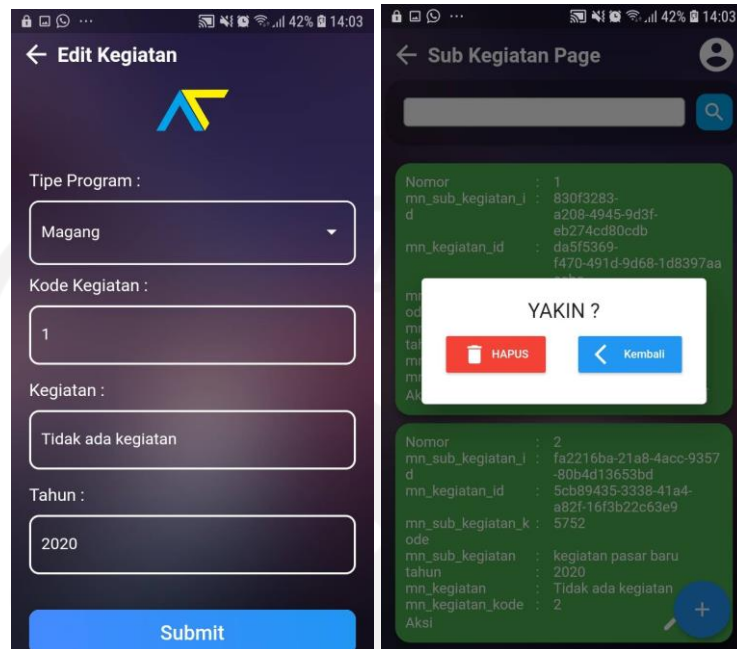 14:03
42%
Edit Kegiatan
Tipe Program :
Magang
Kode Kegiatan :
1
Kegiatan :
Tidak ada kegiatan
Tahun :
2020
Submit
42% 14:03
Sub Kegiatan Page
Nomor : 1
mn_sub_kegiatan_i : 830f3283-
d a208-4945-9d3f-
eb274cd80cdb
mn_kegiatan_id : da5f5369-
f470-491d-9d68-1d8397aa
YAKIN ?
HAPUS
Kembali
Nomor : 2
mn_sub_kegiatan_i : fa2216ba-21a8-4acc-9357
d -80b4d13653bd
mn_kegiatan_id : 5cb89435-3338-41a4-
a82f-16f3b22c63e9
mn_sub_kegiatan_k : 5752
ode
mn_sub_kegiatan : kegiatan pasar baru
tahun : 2020
mn_kegiatan : Tidak ada kegiatan
mn_kegiatan_kode : 2
Aksi